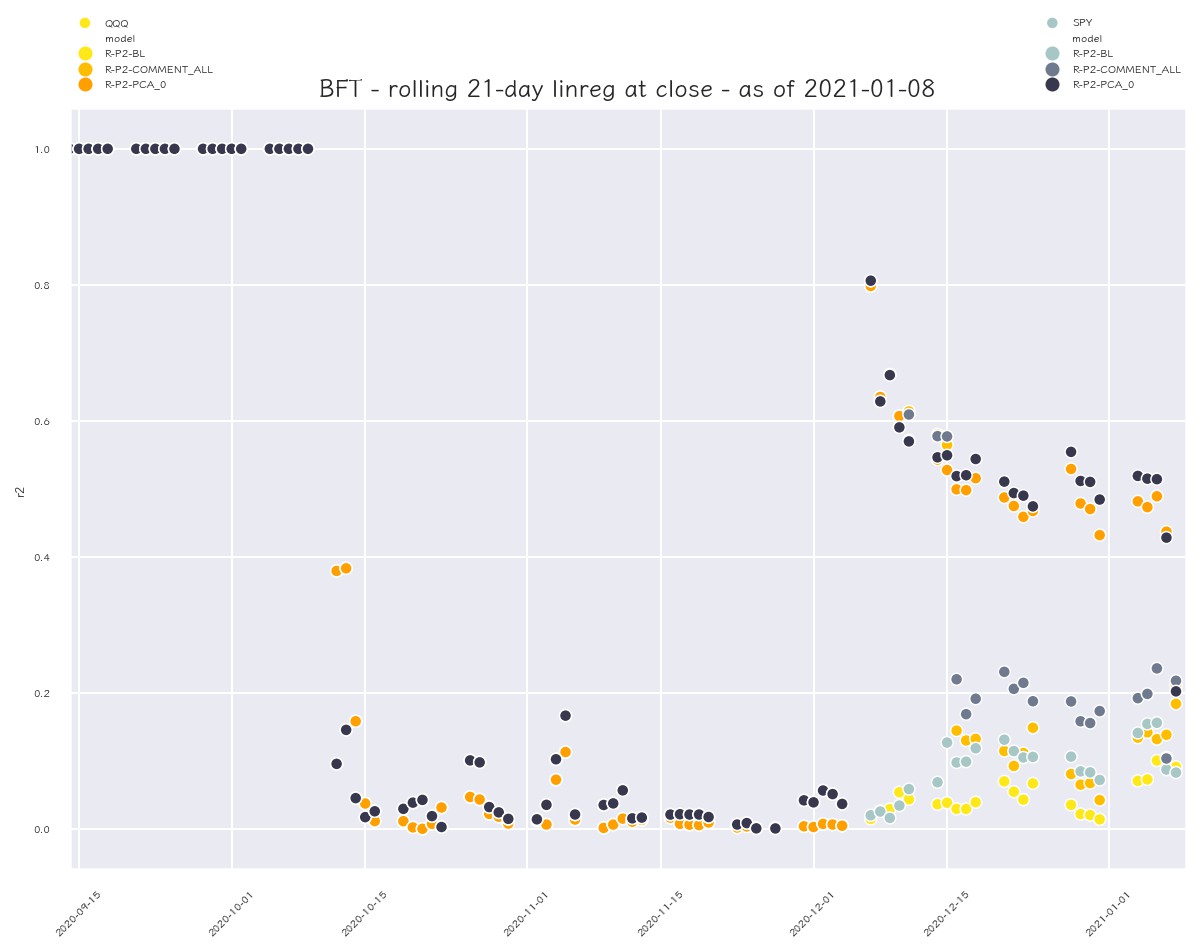 QQQ
model
R-P2-BL
R-P2-COMMENT_ALL
R-P2-PCA_0
SPY
model
R-P2-BL
R-P2-COMMENT_ALL
R-P2-PCA_0
BFT - rolling 21-day linreg at close - as of 2021-01-08
r2
1.0
0.8
0.6
0.4
0.2
0.0
2020-09-15
2020-10-01
2020-10-15
2020-11-01
2020-11-15
2020-12-01
2020-12-15
2021-01-01